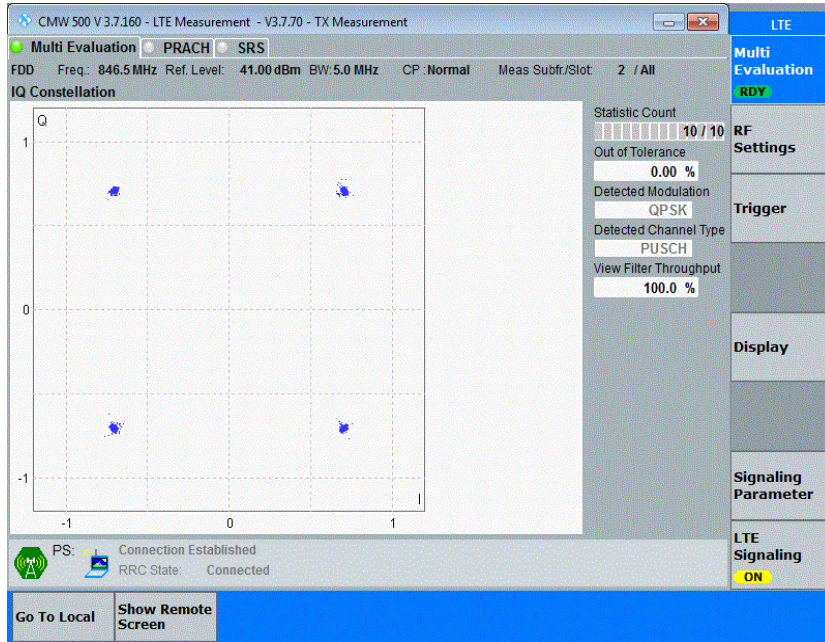 CMW 500 V 3.7.160 - LTE Measurement - V3.7.70 - TX Measurement
LTE
Multi Evaluation PRACH SRS
FDD Freq.: 846.5 MHz Ref. Level: 41.00 dBm BW: 5.0 MHz CP : Normal Meas Subfr./Slot: 2 / All
IQ Constellation
Q
1
0
-1
-1 0 1
I
Statistic Count
10 / 10
Out of Tolerance
0.00 %
Detected Modulation
QPSK
Detected Channel Type
PUSCH
View Filter Throughput
100.0 %
Multi
Evaluation
RDY
RF
Settings
Trigger
Display
Signaling
Parameter
LTE
Signaling
ON
PS: Connection Established
RRC State: Connected
Go To Local
Show Remote
Screen